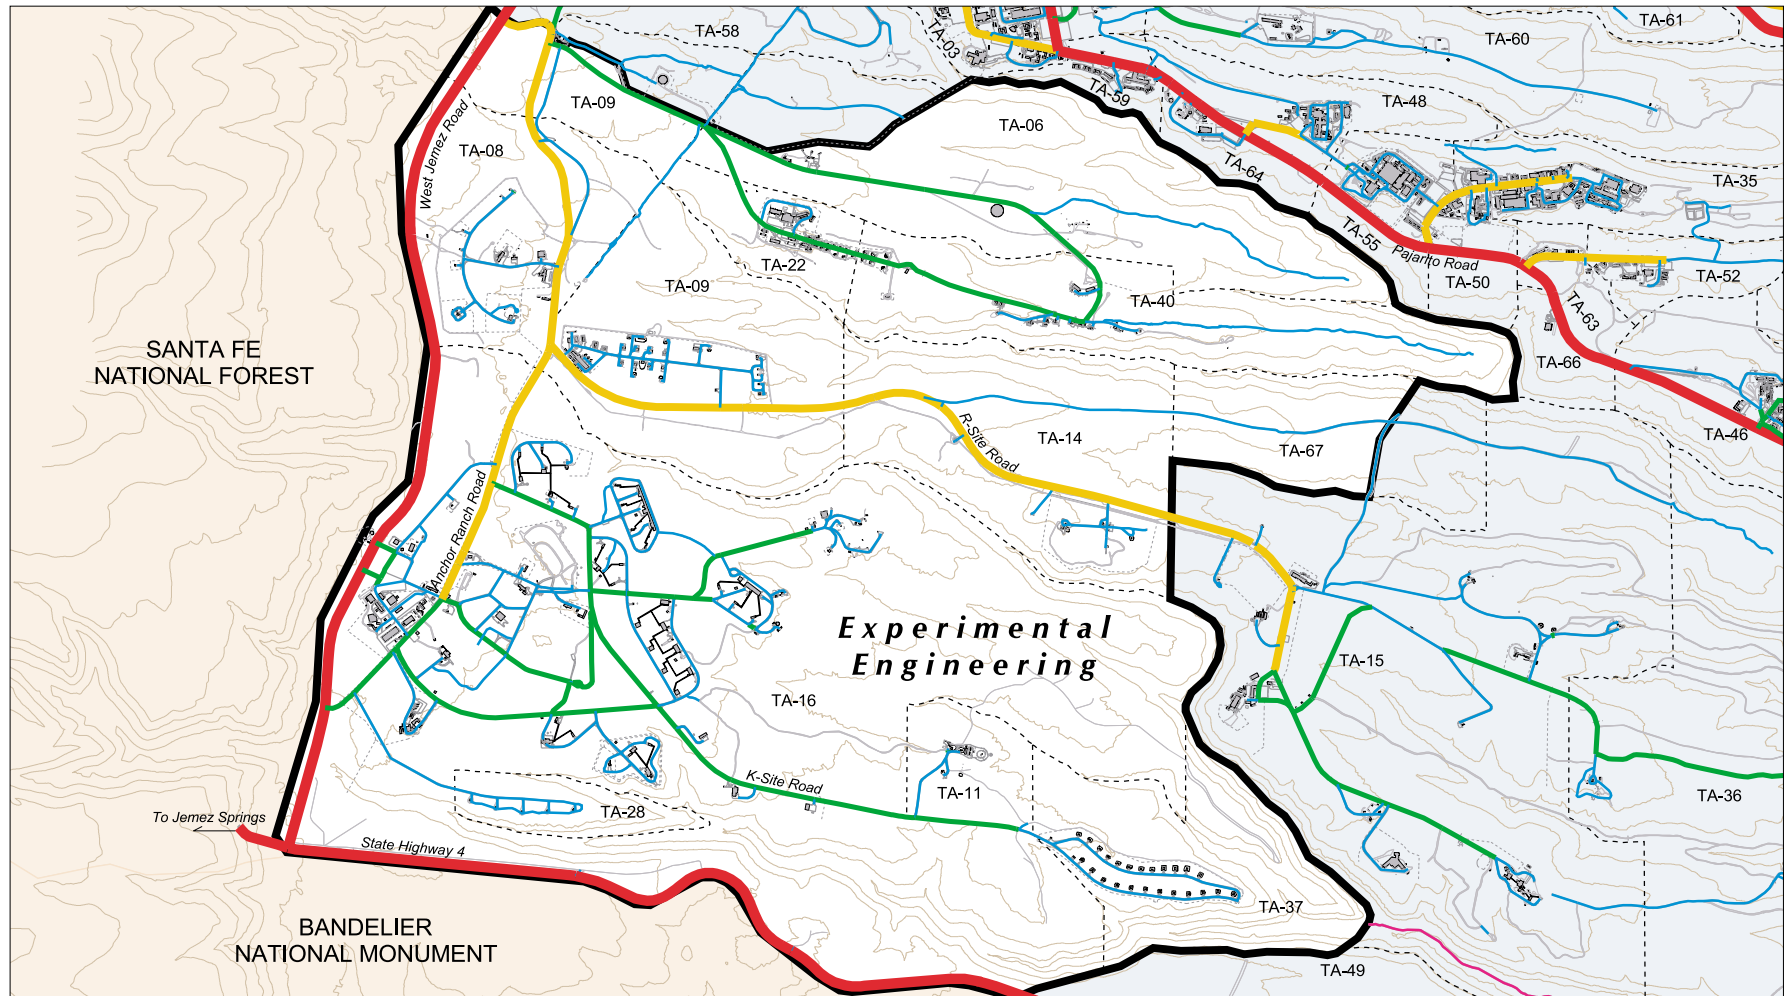 TA-61
TA-58
TA-03
TA-60
TA-09
TA-59
TA-48
West Jemez Road
TA-06
TA-08
TA-64
TA-35
TA-55
Pajarito Road
TA-22
TA-09
TA-50
TA-52
TA-40
TA-63
SANTA FE
NATIONAL FOREST
TA-66
R-Site Road
TA-14
TA-67
TA-46
Anchor Ranch Road
Experimental
Engineering
TA-15
TA-16
K-Site Road
TA-11
TA-36
TA-28
To Jemez Springs
State Highway 4
TA-37
BANDELIER
NATIONAL MONUMENT
TA-49